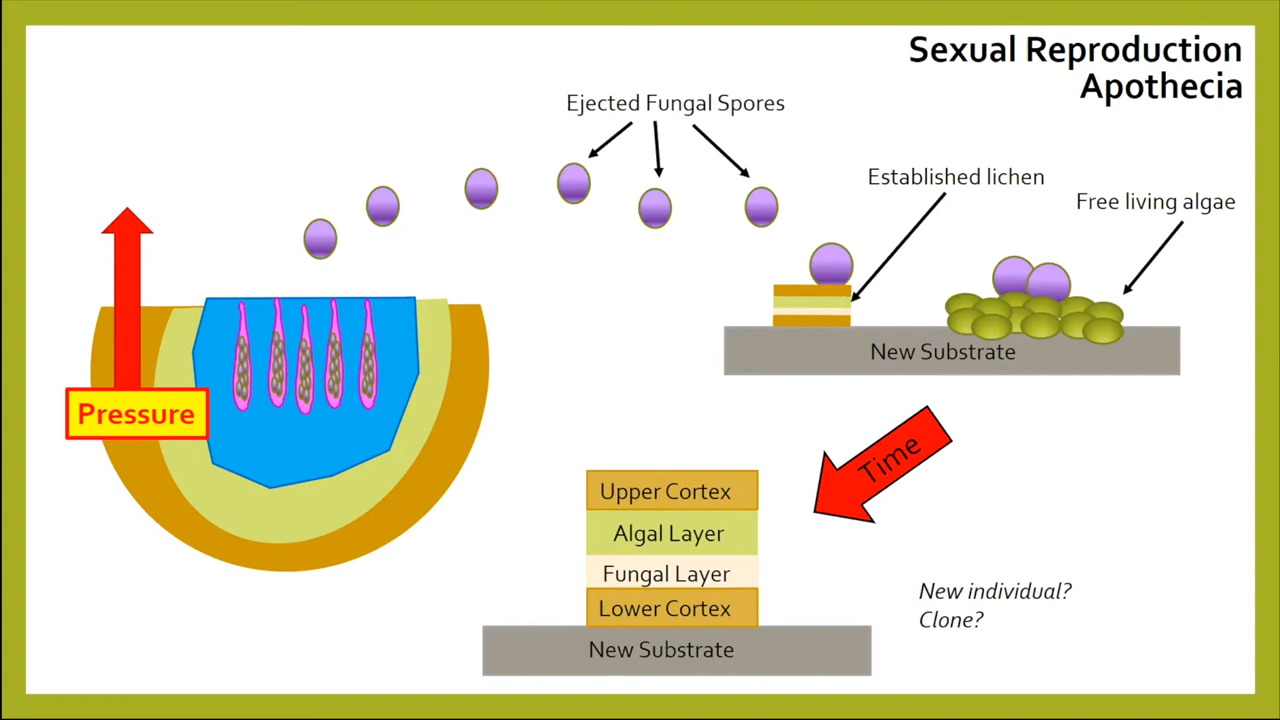 Sexual Reproduction
Apothecia
Ejected Fungal Spores
Established lichen
Free living algae
New Substrate
Pressure
Time
Upper Cortex
Algal Layer
Fungal Layer
Lower Cortex
New Substrate
New individual?
Clone?